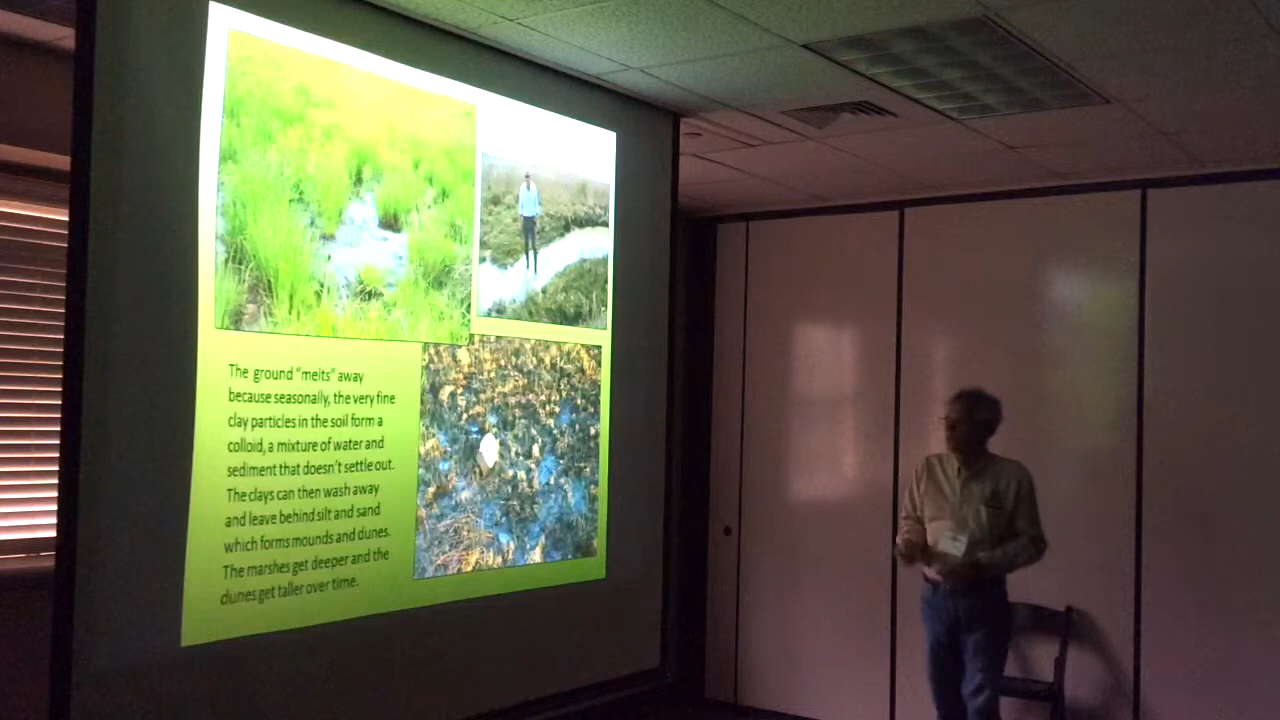 The ground "melts" away
because seasonally, the very fine
clay particles in the soil form a
colloid, a mixture of water and
sediment that doesn't settle out.
The clays can then wash away
and leave behind silt and sand
which forms mounds and dunes.
The marshes get deeper and the
dunes get taller over time.